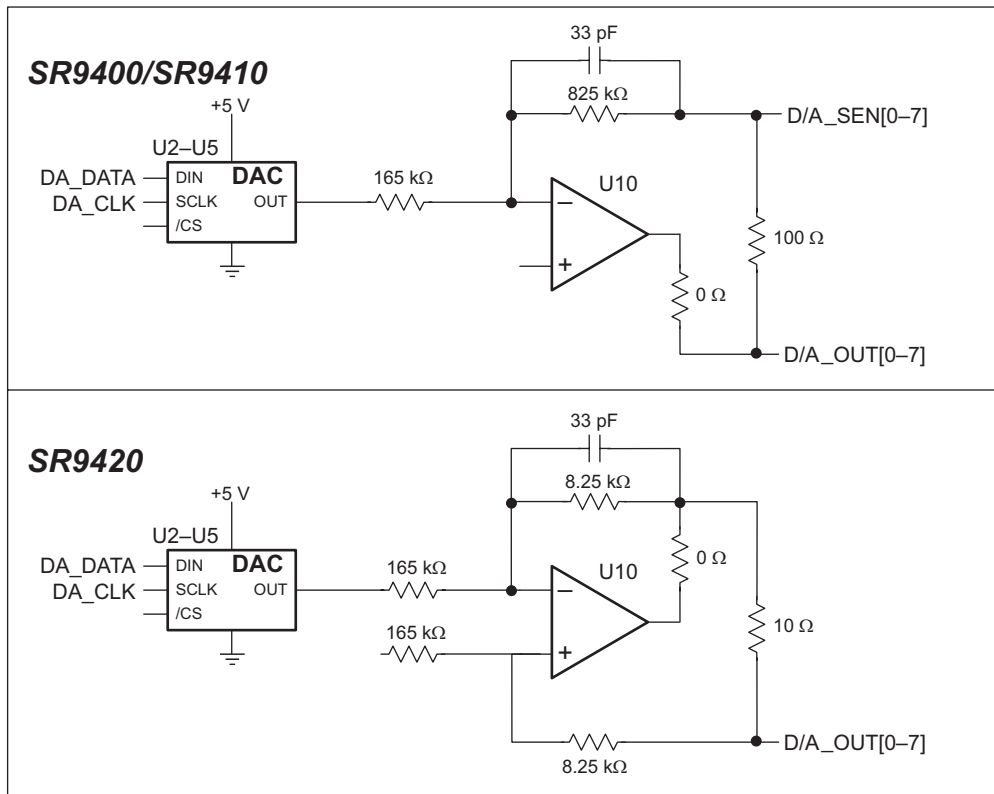 SR9400/SR9410
33 pF
825 kΩ
D/A_SEN[0–7]
+5 V
U2–U5
DA_DATA
DIN
DAC
DA_CLK
SCLK
OUT
/CS
165 kΩ
U10
–
+
100 Ω
0 Ω
D/A_OUT[0–7]
SR9420
33 pF
8.25 kΩ
+5 V
U2–U5
DA_DATA
DIN
DAC
DA_CLK
SCLK
OUT
/CS
165 kΩ
165 kΩ
U10
–
+
0 Ω
10 Ω
D/A_OUT[0–7]
8.25 kΩ